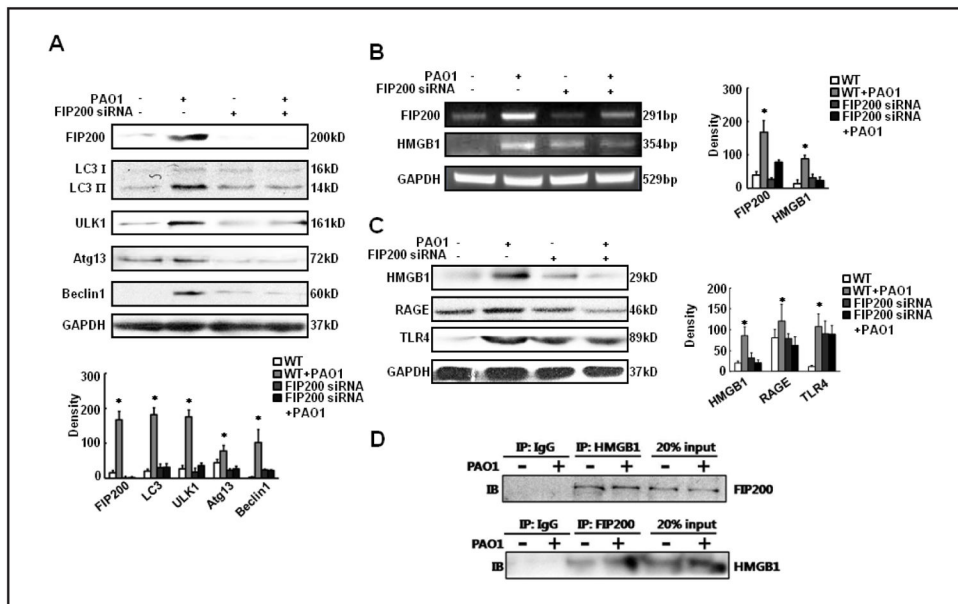 A
PAO1 - + - +
FIP200 siRNA - - + +
FIP200 200kD
LC3 I 16kD
LC3 II 14kD
ULK1 161kD
Atg13 72kD
Beclin1 60kD
GAPDH 37kD
Density
300
200
100
0
FIP200
LC3
ULK1
Atg13
Beclin1
* * * * *
WT
WT+PAO1
FIP200 siRNA
FIP200 siRNA
+PAO1
B
PAO1 - + - +
FIP200 siRNA - - + +
FIP200 291bp
HMGB1 354bp
GAPDH 529bp
Density
300
200
100
0
FIP200
HMGB1
* *
WT
WT+PAO1
FIP200 siRNA
FIP200 siRNA
+PAO1
C
PAO1 - + - +
FIP200 siRNA - - + +
HMGB1 29kD
RAGE 46kD
TLR4 89kD
GAPDH 37kD
Density
200
150
100
50
0
HMGB1
RAGE
TLR4
* * *
WT
WT+PAO1
FIP200 siRNA
FIP200 siRNA
+PAO1
D
IP: IgG IP: HMGB1 20% input
PAO1 - + - + - +
IB FIP200
IP: IgG IP: FIP200 20% input
PAO1 - + - + - +
IB HMGB1